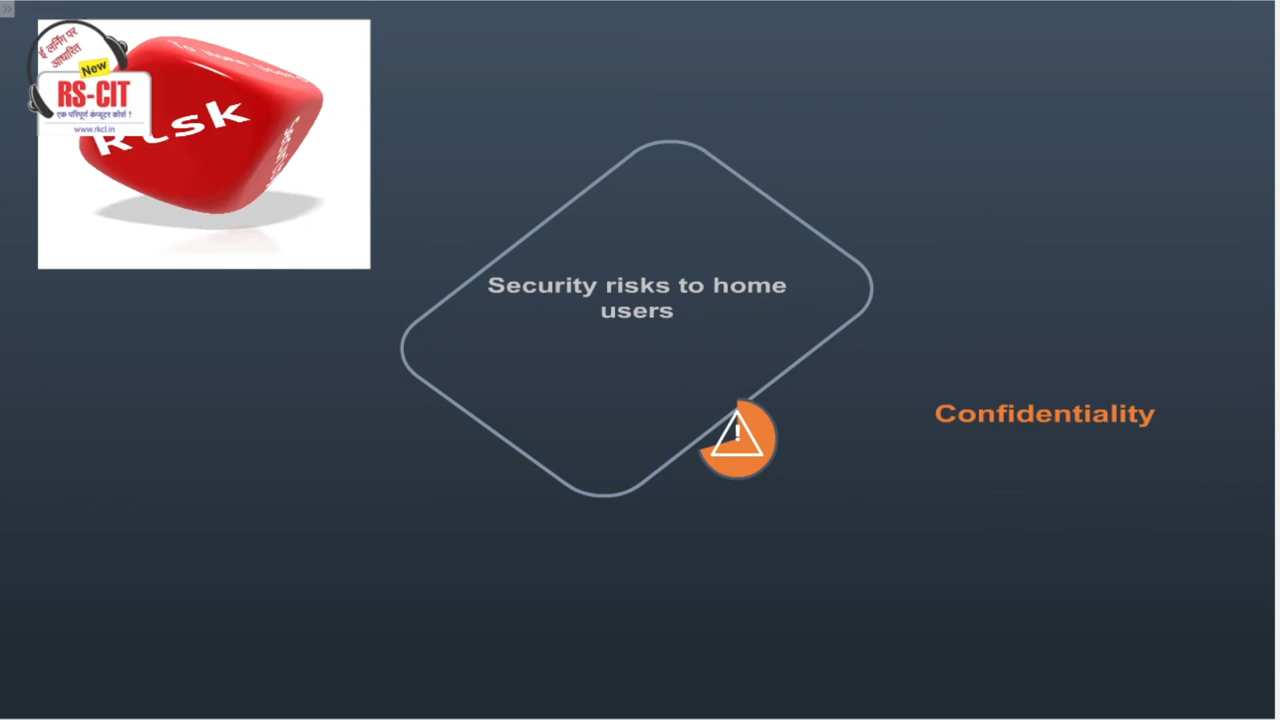 ई लर्निंग पर
आधारित
New
RS-CIT
एक परिपूर्ण कंप्यूटर कोर्स !
www.rkcl.in
Risk
Security risks to home
users
Confidentiality